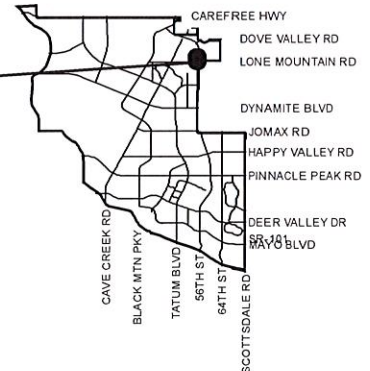 CAREFREE HWY
DOVE VALLEY RD
LONE MOUNTAIN RD
DYNAMITE BLVD
JOMAX RD
HAPPY VALLEY RD
PINNACLE PEAK RD
DEER VALLEY DR
SR-101
MAYO BLVD
CAVE CREEK RD
BLACK MTN PKY
TATUM BLVD
56TH ST
64TH ST
SCOTTSDALE RD